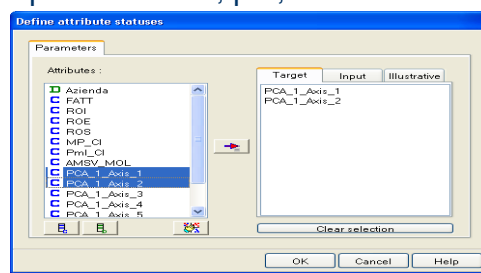 Define attribute statuses
Parameters
Attributes :
Azienda
FATT
ROI
ROE
ROS
MP_CI
Pml_CI
AMSV_MOL
PCA_1_Axis_1
PCA_1_Axis_2
PCA_1_Axis_3
PCA_1_Axis_4
PCA_1_Axis_5
Target Input Illustrative
PCA_1_Axis_1
PCA_1_Axis_2
Clear selection
OK Cancel Help